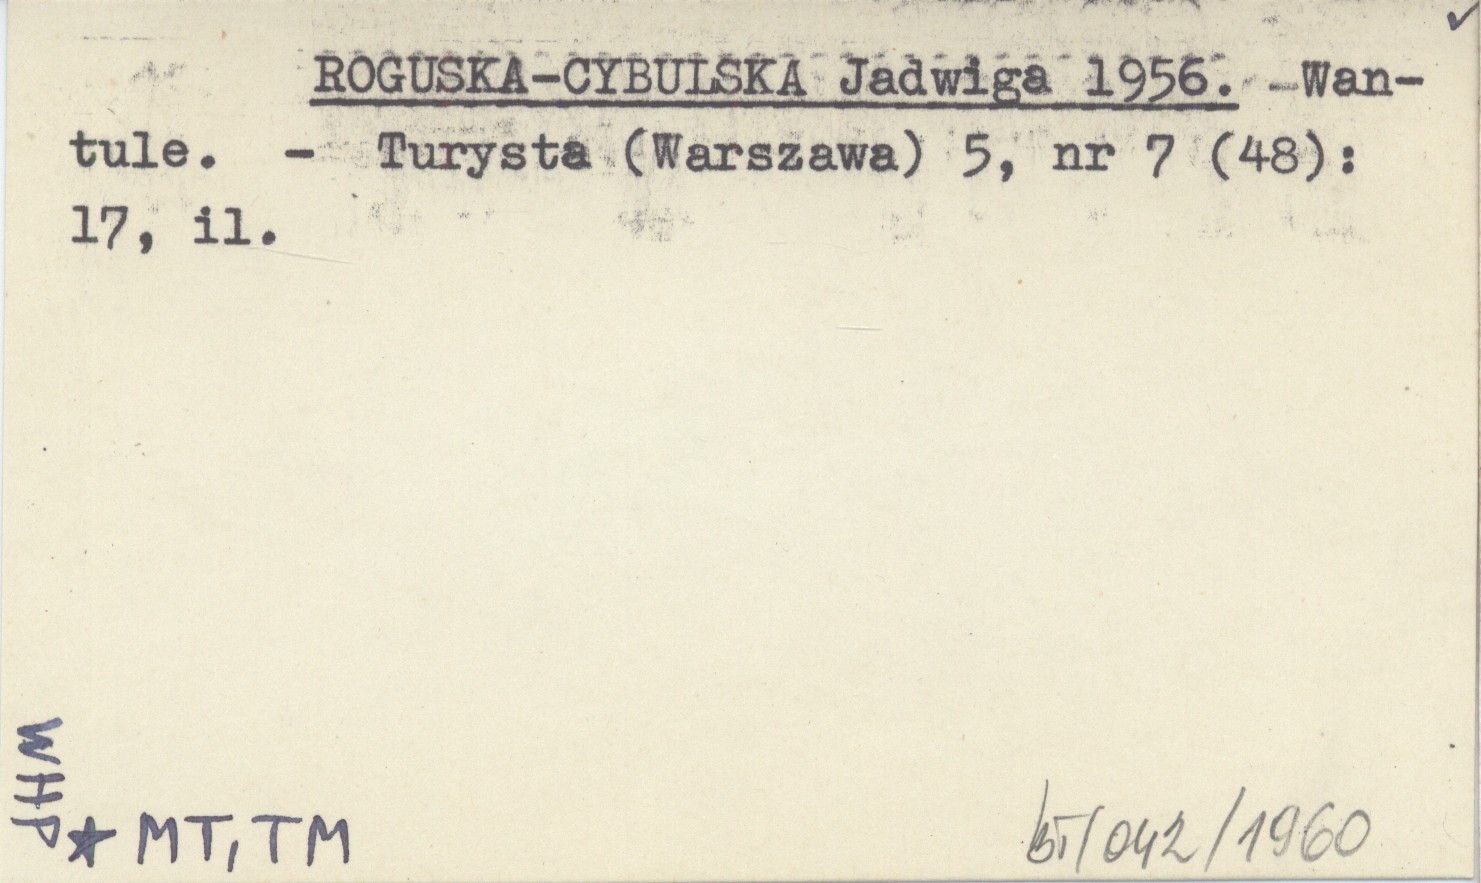 ROGUSKA-CYBULSKA Jadwiga 1956. - Wan-
tule. - Turysta (Warszawa) 5, nr 7 (48):
17, il.
WHP
MT, TM
/042/1960